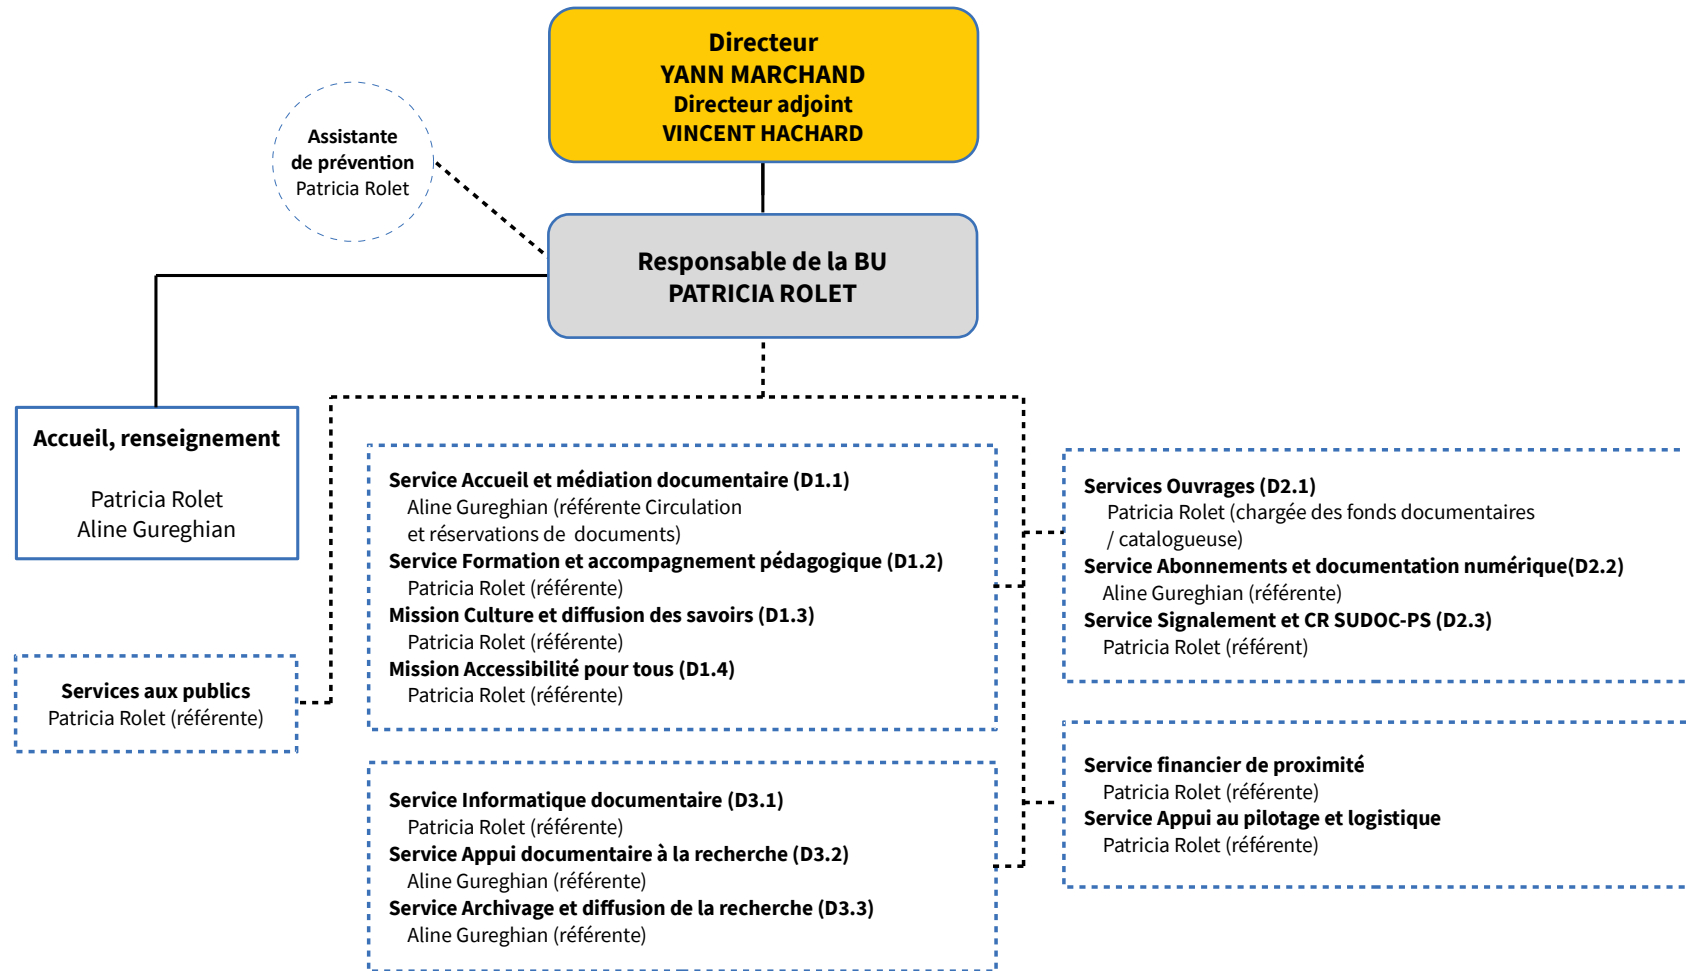 Directeur
YANN MARCHAND
Directeur adjoint
VINCENT HACHARD
Assistante
de prévention
Patricia Rolet
Responsable de la BU
PATRICIA ROLET
Accueil, renseignement
Patricia Rolet
Aline Gureghian
Services aux publics
Patricia Rolet (référente)
Service Accueil et médiation documentaire (D1.1)
Aline Gureghian (référente Circulation
et réservations de documents)
Service Formation et accompagnement pédagogique (D1.2)
Patricia Rolet (référente)
Mission Culture et diffusion des savoirs (D1.3)
Patricia Rolet (référente)
Mission Accessibilité pour tous (D1.4)
Patricia Rolet (référente)
Service Informatique documentaire (D3.1)
Patricia Rolet (référente)
Service Appui documentaire à la recherche (D3.2)
Aline Gureghian (référente)
Service Archivage et diffusion de la recherche (D3.3)
Aline Gureghian (référente)
Services Ouvrages (D2.1)
Patricia Rolet (chargée des fonds documentaires
/ catalogueuse)
Service Abonnements et documentation numérique(D2.2)
Aline Gureghian (référente)
Service Signalement et CR SUDOC-PS (D2.3)
Patricia Rolet (référent)
Service financier de proximité
Patricia Rolet (référente)
Service Appui au pilotage et logistique
Patricia Rolet (référente)